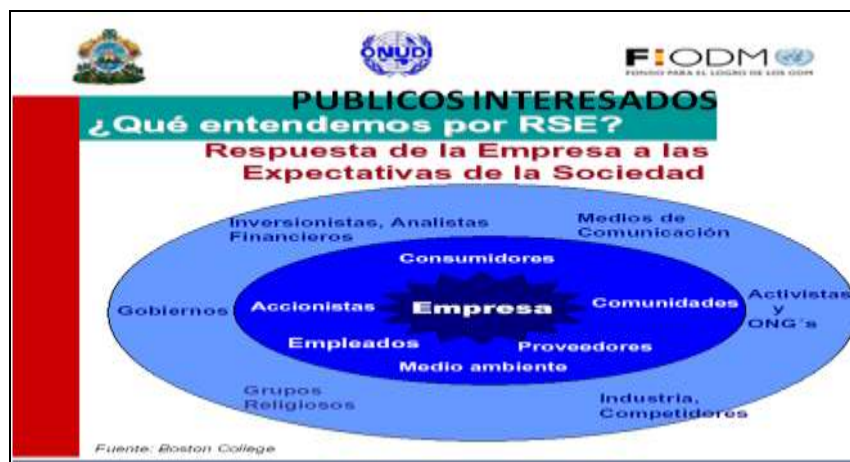 ONUDI
FIODM
FONDO PARA EL LOGRO DE LOS ODM
PUBLICOS INTERESADOS
¿Qué entendemos por RSE?
Respuesta de la Empresa a las
Expectativas de la Sociedad
Inversionistas, Analistas
Financieros
Medios de
Comunicación
Consumidores
Gobiernos
Accionistas
Empresa
Comunidades
Activistas
y
ONG´s
Empleados
Proveedores
Medio ambiente
Grupos
Religiosos
Industria,
Competidores
Fuente: Boston College